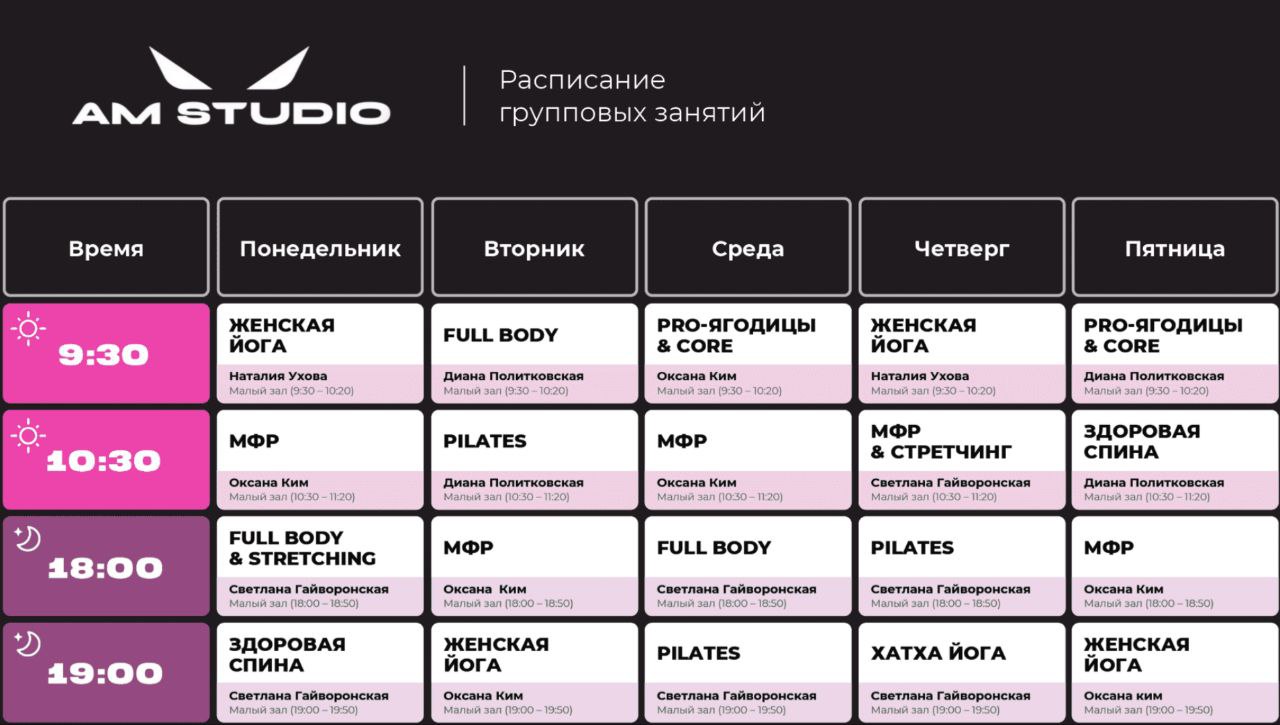 AM STUDIO
Расписание
групповых занятий
Время
Понедельник
Вторник
Среда
Четверг
Пятница
9:30
ЖЕНСКАЯ
ЙОГА
Наталия Ухова
Малый зал (9:30 – 10:20)
FULL BODY
Диана Политковская
Малый зал (9:30 – 10:20)
PRO-ЯГОДИЦЫ
& CORE
Оксана Ким
Малый зал (9:30 – 10:20)
ЖЕНСКАЯ
ЙОГА
Наталия Ухова
Малый зал (9:30 – 10:20)
PRO-ЯГОДИЦЫ
& CORE
Диана Политковская
Малый зал (9:30 – 10:20)
10:30
МФР
Оксана Ким
Малый зал (10:30 – 11:20)
PILATES
Диана Политковская
Малый зал (10:30 – 11:20)
МФР
Оксана Ким
Малый зал (10:30 – 11:20)
МФР
& СТРЕТЧИНГ
Светлана Гайворонская
Малый зал (10:30 – 11:20)
ЗДОРОВАЯ
СПИНА
Диана Политковская
Малый зал (10:30 – 11:20)
18:00
FULL BODY
& STRETCHING
Светлана Гайворонская
Малый зал (18:00 – 18:50)
МФР
Оксана Ким
Малый зал (18:00 – 18:50)
FULL BODY
Светлана Гайворонская
Малый зал (18:00 – 18:50)
PILATES
Светлана Гайворонская
Малый зал (18:00 – 18:50)
МФР
Оксана Ким
Малый зал (18:00 – 18:50)
19:00
ЗДОРОВАЯ
СПИНА
Светлана Гайворонская
Малый зал (19:00 – 19:50)
ЖЕНСКАЯ
ЙОГА
Оксана Ким
Малый зал (19:00 – 19:50)
PILATES
Светлана Гайворонская
Малый зал (19:00 – 19:50)
ХАТХА ЙОГА
Светлана Гайворонская
Малый зал (19:00 – 19:50)
ЖЕНСКАЯ
ЙОГА
Оксана ким
Малый зал (19:00 – 19:50)